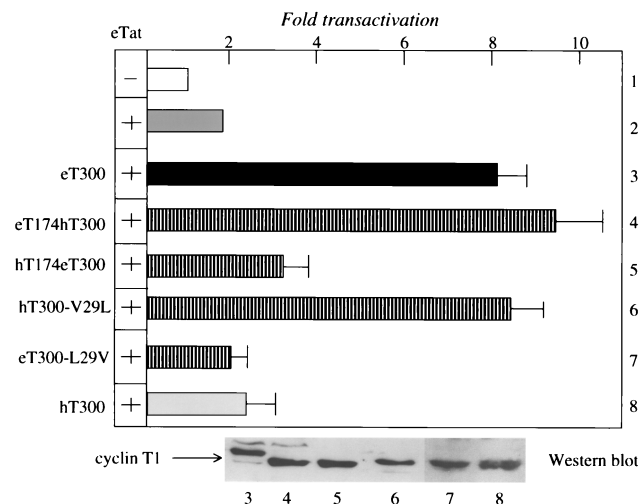 Fold transactivation
eTat
2 4 6 8 10
− 1
+ 2
eT300 + 3
eT174hT300 + 4
hT174eT300 + 5
hT300-V29L + 6
eT300-L29V + 7
hT300 + 8
cyclin T1 Western blot
3 4 5 6 7 8